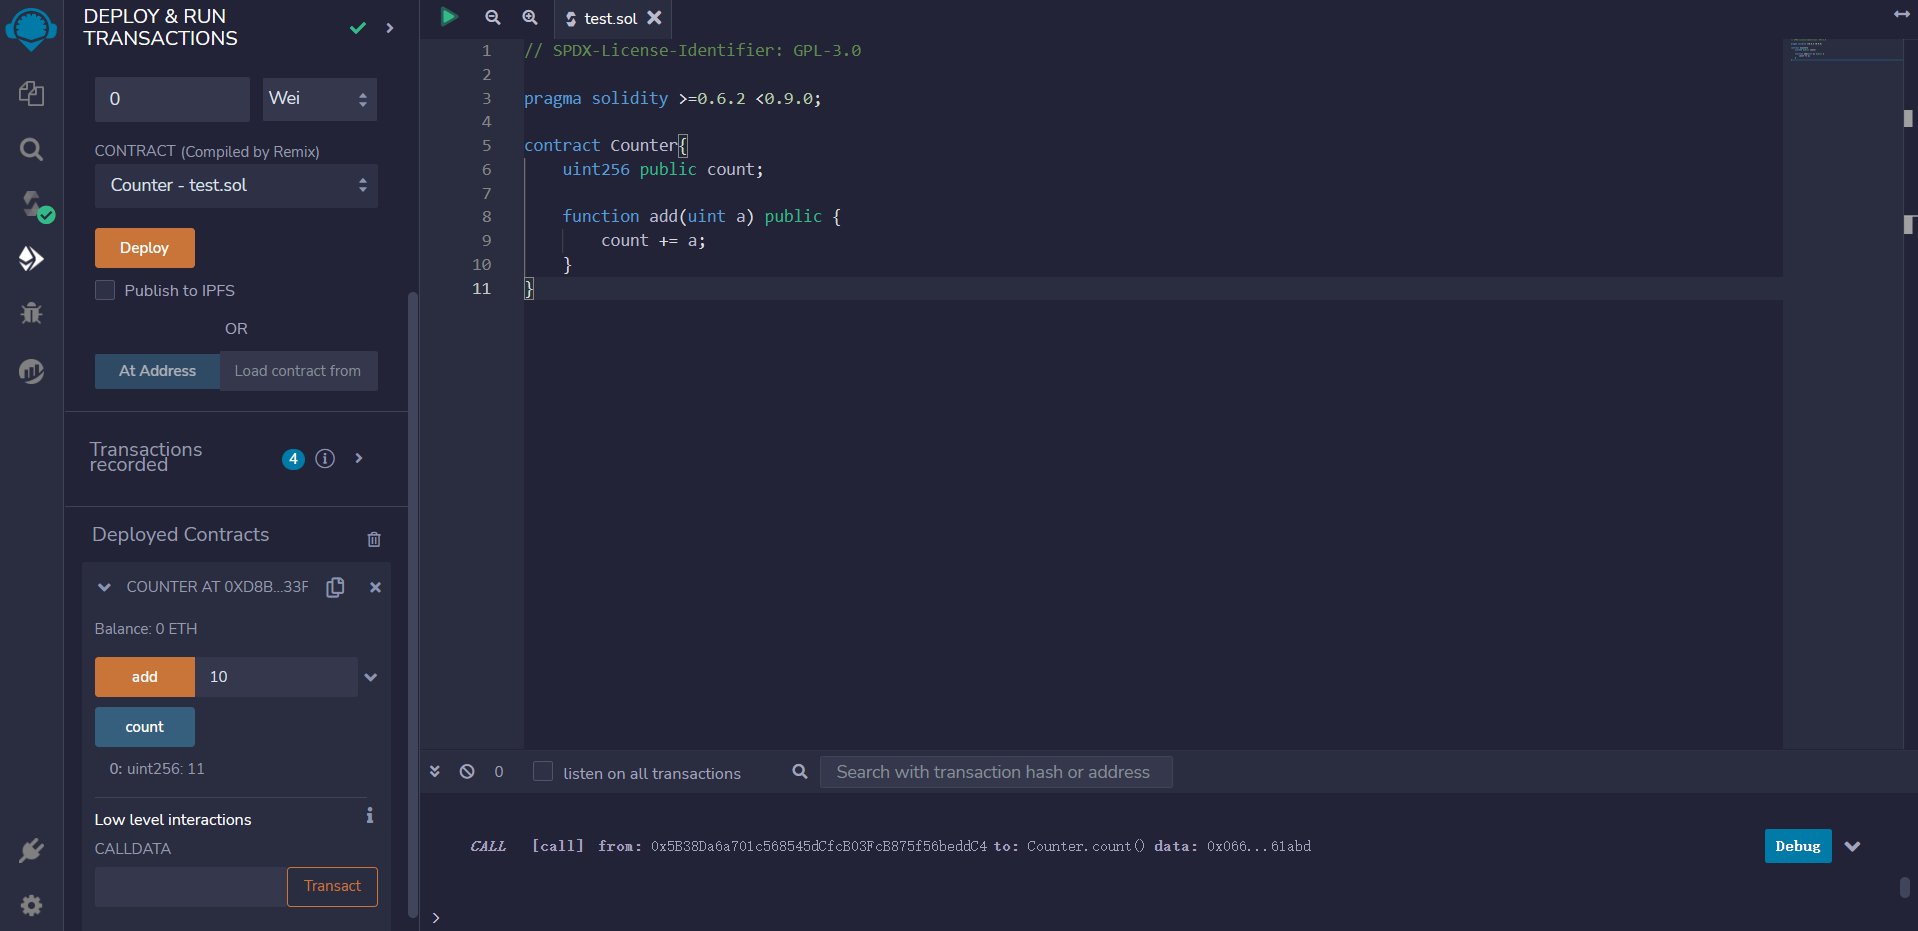 DEPLOY & RUN
TRANSACTIONS
0
Wei
CONTRACT (Compiled by Remix)
Counter - test.sol
Deploy
Publish to IPFS
OR
At Address
Load contract from
Transactions
recorded
4
Deployed Contracts
COUNTER AT 0XD8B...33F
Balance: 0 ETH
add
10
count
0: uint256: 11
Low level interactions
CALLDATA
Transact
test.sol
1 // SPDX-License-Identifier: GPL-3.0
2
3 pragma solidity >=0.6.2 <0.9.0;
4
5 contract Counter{
6 uint256 public count;
7
8 function add(uint a) public {
9 count += a;
10 }
11 }
0
listen on all transactions
Search with transaction hash or address
CALL [call] from: 0x5B38Da6a701c568545dCfcB03FcB875f56beddC4 to: Counter.count() data: 0x066...61abd
Debug
>